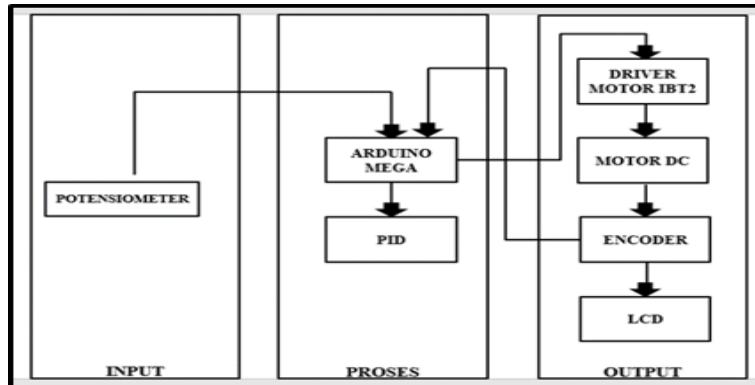 POTENSIOMETER
INPUT
ARDUINO
MEGA
PID
PROSES
DRIVER
MOTOR IBT2
MOTOR DC
ENCODER
LCD
OUTPUT